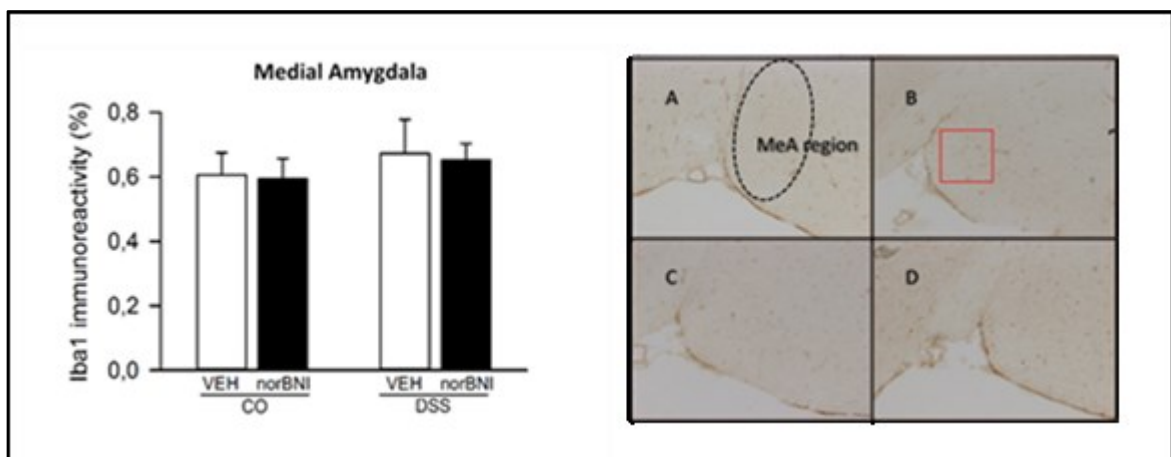 Medial Amygdala
Iba1 immunoreactivity (%)
0,8
0,6
0,4
0,2
0,0
VEH norBNI VEH norBNI
CO DSS
A
MeA region
B
C
D